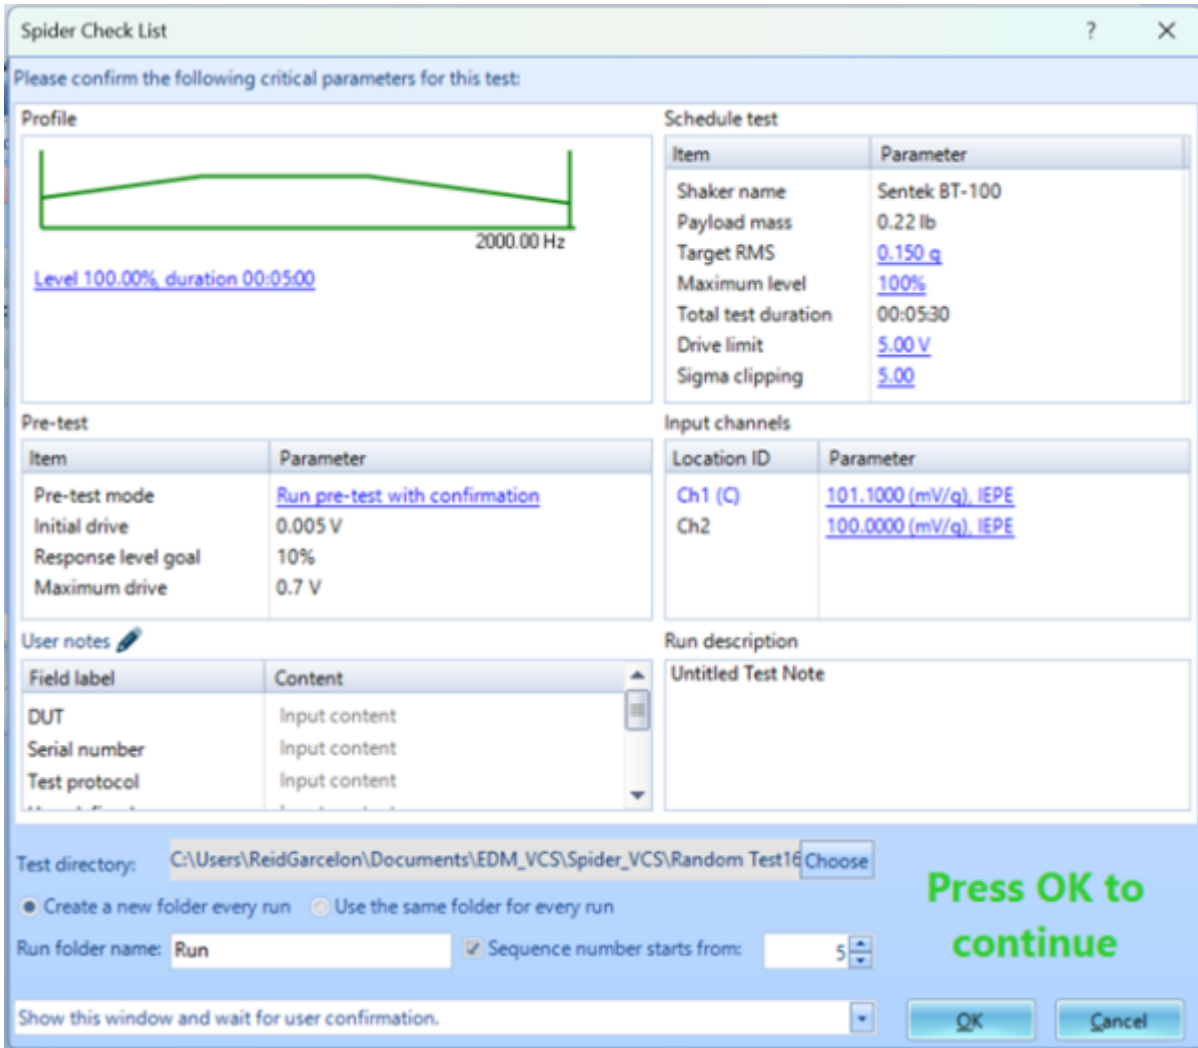 Spider Check List
?
Please confirm the following critical parameters for this test:
Profile
2000.00 Hz
Level 100.00%, duration 00:05:00
Schedule test
Item Parameter
Shaker name Sentek BT-100
Payload mass 0.22 lb
Target RMS 0.150 g
Maximum level 100%
Total test duration 00:05:30
Drive limit 5.00 V
Sigma clipping 5.00
Pre-test
Item Parameter
Pre-test mode Run pre-test with confirmation
Initial drive 0.005 V
Response level goal 10%
Maximum drive 0.7 V
Input channels
Location ID Parameter
Ch1 (C) 101.1000 (mV/g), IEPE
Ch2 100.0000 (mV/g), IEPE
User notes
Field label Content
DUT Input content
Serial number Input content
Test protocol Input content
Run description
Untitled Test Note
Test directory: C:\Users\ReidGarcelon\Documents\EDM_VCS\Spider_VCS\Random Test16 Choose
Create a new folder every run Use the same folder for every run
Run folder name: Run Sequence number starts from: 5
Press OK to
continue
Show this window and wait for user confirmation.
OK Cancel